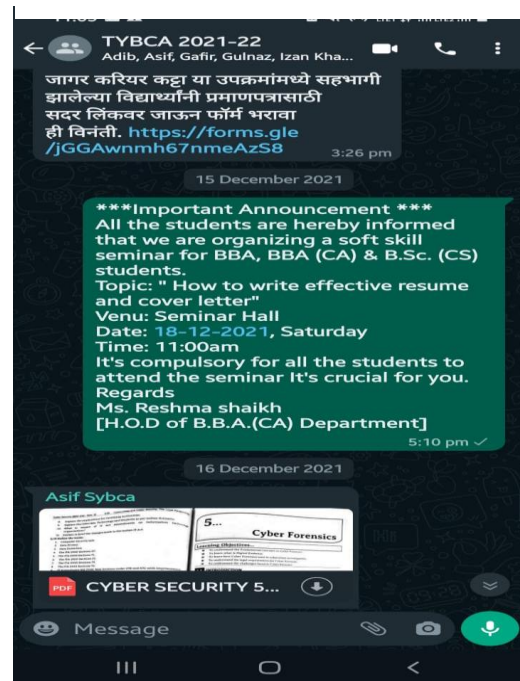 TYBCA 2021-22
Adib, Asif, Gafir, Gulnaz, Izan Kha...
जागर करियर कट्टा या उपक्रमांमध्ये सहभागी
झालेल्या विद्यार्थ्यांनी प्रमाणपत्रासाठी
सदर लिंकवर जाऊन फॉर्म भरावा
ही विनंती. https://forms.gle
/jGGAwnmh67nmeAzS8
3:26 pm
15 December 2021
***Important Announcement ***
All the students are hereby informed
that we are organizing a soft skill
seminar for BBA, BBA (CA) & B.Sc. (CS)
students.
Topic: " How to write effective resume
and cover letter"
Venu: Seminar Hall
Date: 18-12-2021, Saturday
Time: 11:00am
It's compulsory for all the students to
attend the seminar It's crucial for you.
Regards
Ms. Reshma shaikh
[H.O.D of B.B.A.(CA) Department]
5:10 pm
16 December 2021
Asif Sybca
5...
Cyber Forensics
Learning Objectives...
PDF CYBER SECURITY 5...
Message